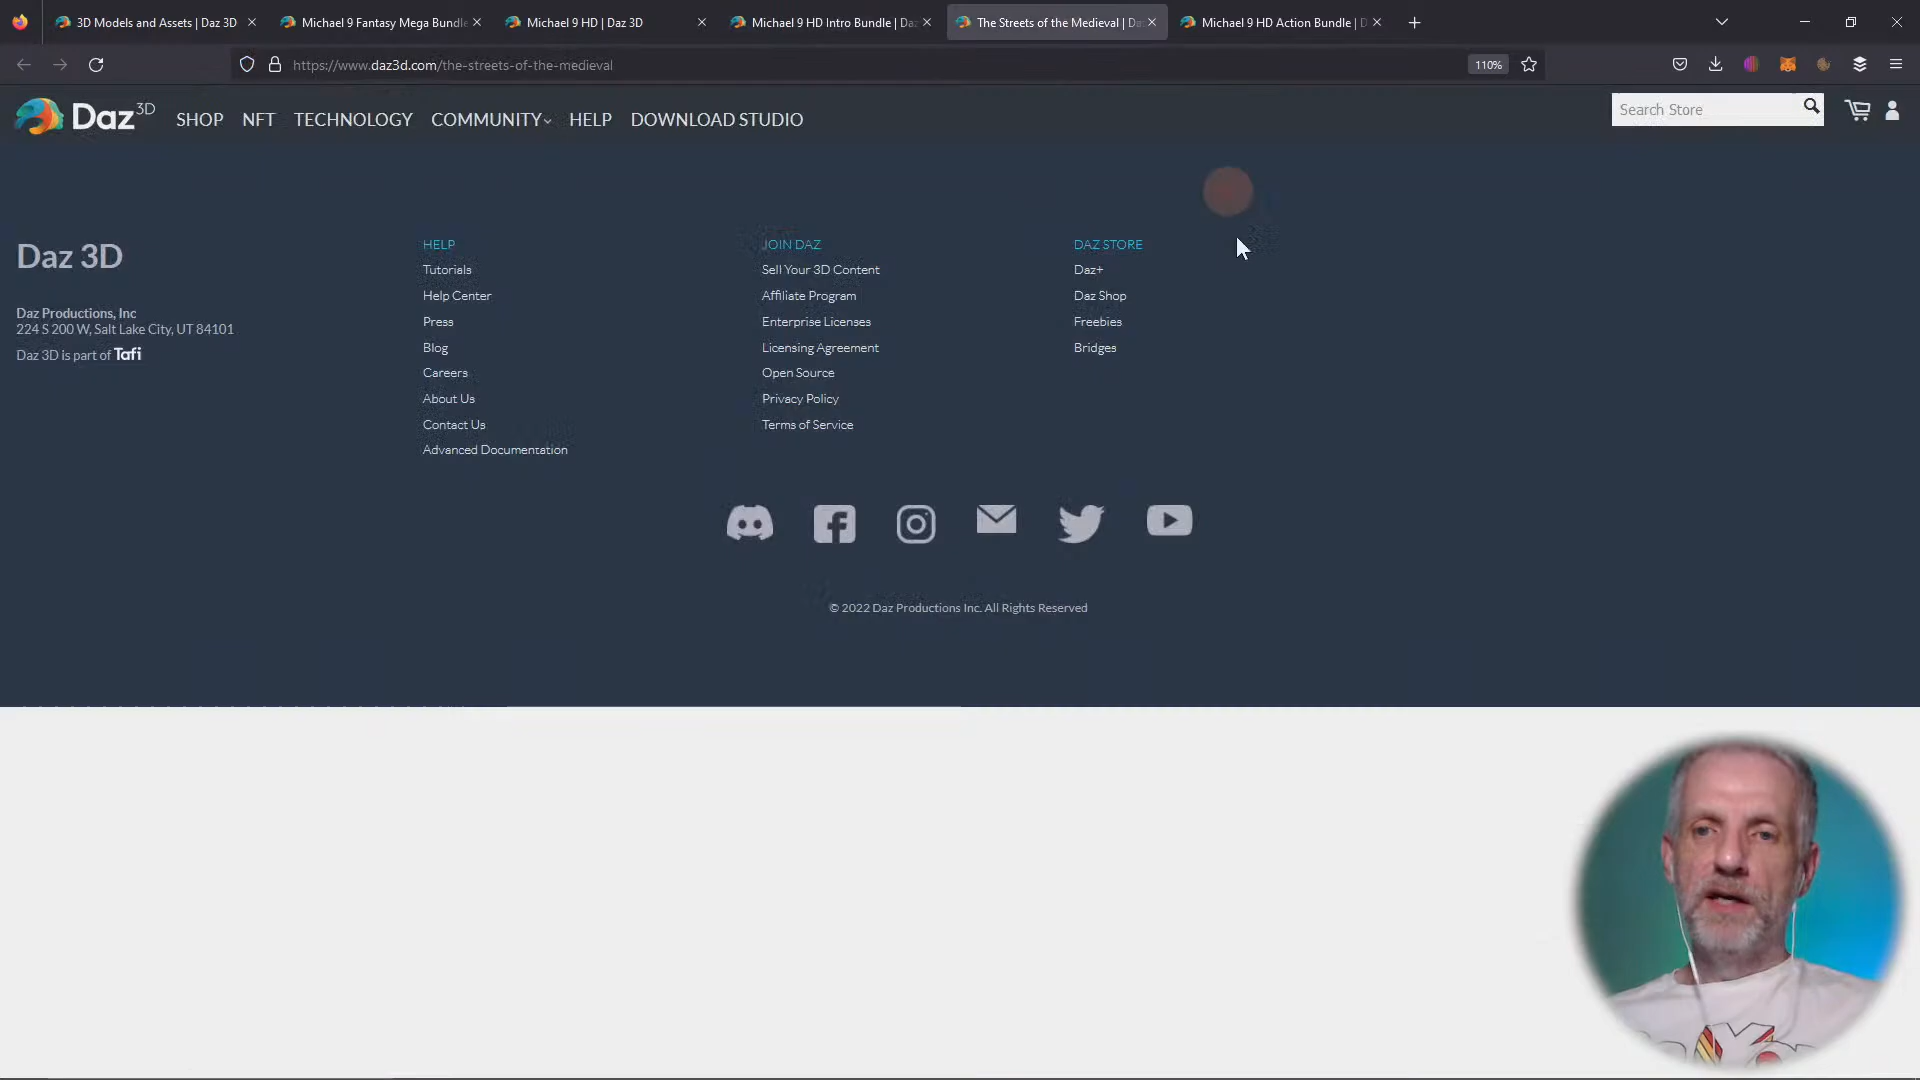 3D Models and Assets | Daz 3D
Michael 9 Fantasy Mega Bundle
Michael 9 HD | Daz 3D
Michael 9 HD Intro Bundle | Daz
The Streets of the Medieval | Da
Michael 9 HD Action Bundle | D
https://www.daz3d.com/the-streets-of-the-medieval
110%
Daz 3D
SHOP
NFT
TECHNOLOGY
COMMUNITY
HELP
DOWNLOAD STUDIO
Search Store
Daz 3D
Daz Productions, Inc
224 S 200 W, Salt Lake City, UT 84101
Daz 3D is part of Tafi
HELP
Tutorials
Help Center
Press
Blog
Careers
About Us
Contact Us
Advanced Documentation
JOIN DAZ
Sell Your 3D Content
Affiliate Program
Enterprise Licenses
Licensing Agreement
Open Source
Privacy Policy
Terms of Service
DAZ STORE
Daz+
Daz Shop
Freebies
Bridges
© 2022 Daz Productions Inc. All Rights Reserved